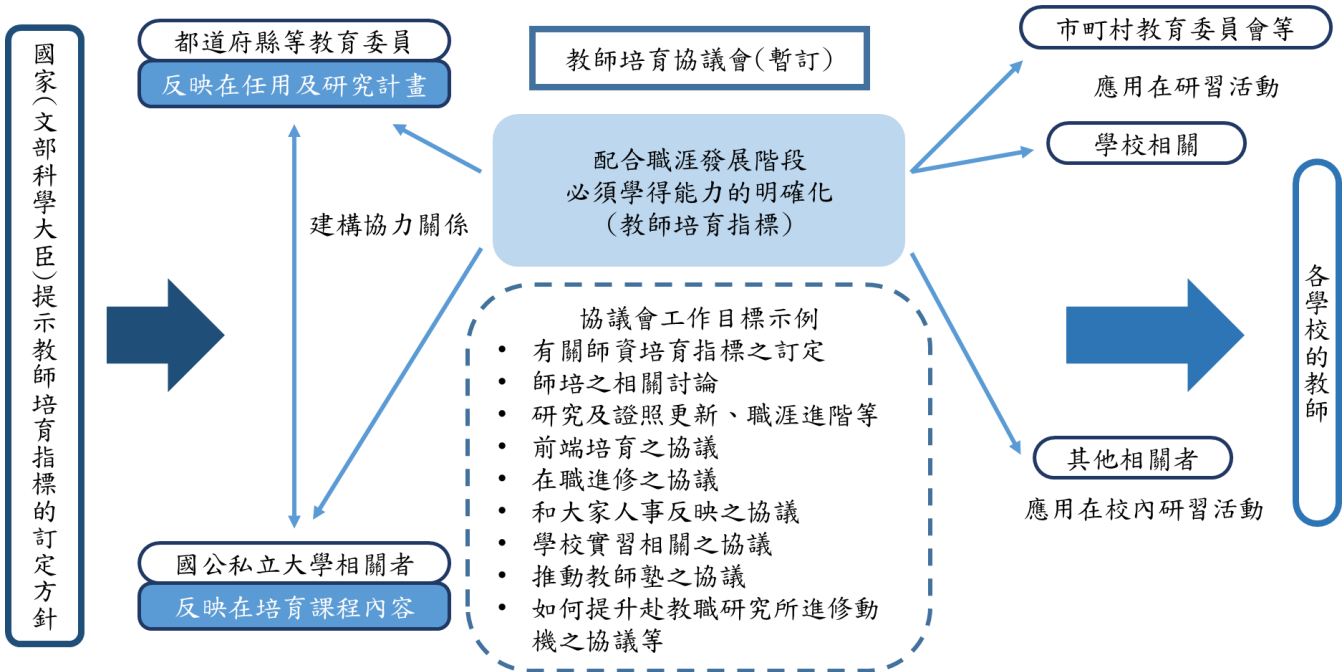 國家(文部科學大臣)提示教師培育指標的訂定方針
都道府縣等教育委員
反映在任用及研究計畫
建構協力關係
國公私立大學相關者
反映在培育課程內容
教師培育協議會(暫訂)
配合職涯發展階段
必須學得能力的明確化
(教師培育指標)
協議會工作目標示例
• 有關師資培育指標之訂定
• 師培之相關討論
• 研究及證照更新、職涯進階等
• 前端培育之協議
• 在職進修之協議
• 和大家人事反映之協議
• 學校實習相關之協議
• 推動教師塾之協議
• 如何提升赴教職研究所進修動
機之協議等
市町村教育委員會等
應用在研習活動
學校相關
其他相關者
應用在校內研習活動
各學校的教師